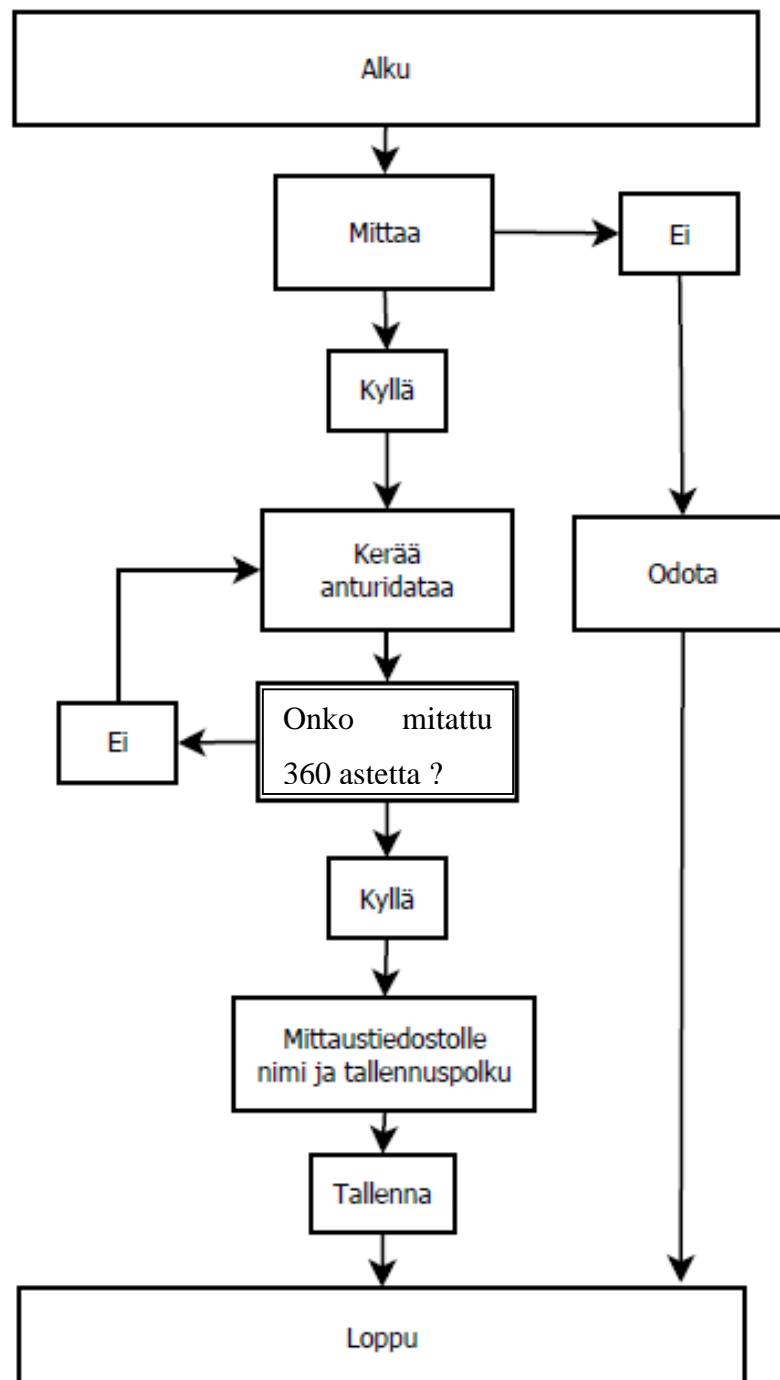 Alku
Mittaa
Ei
Kyllä
Kerää
anturidataa
Odota
Onko mitattu
360 astetta ?
Ei
Kyllä
Mittaustiedostolle
nimi ja tallennuspolku
Tallenna
Loppu